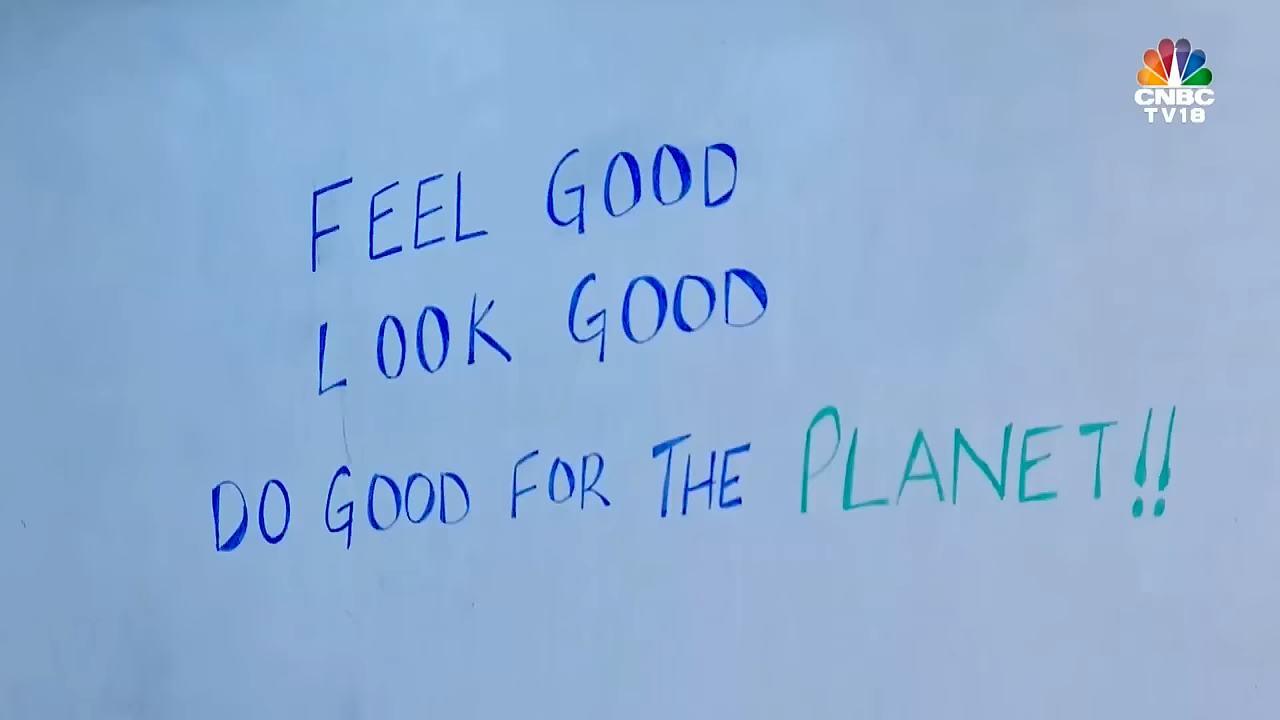 CNBC
TV18
FEEL GOOD
LOOK GOOD
DO GOOD FOR THE PLANET!!